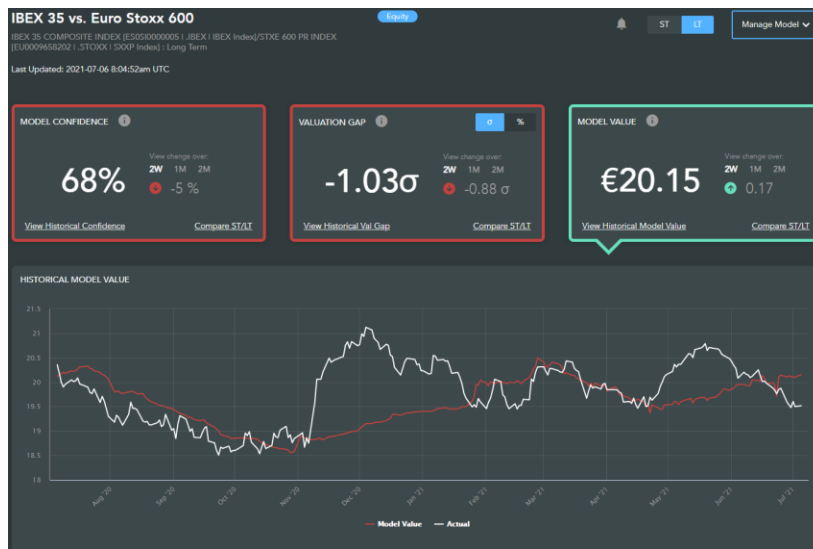 IBEX 35 vs. Euro Stoxx 600
Equity
ST LT
Manage Model
IBEX 35 COMPOSITE INDEX [ES0SI0000005 | .IBEX | IBEX Index]/STXE 600 PR INDEX
[EU0009658202 | .STOXX | SXXP Index] : Long Term
Last Updated: 2021-07-06 8:04:52am UTC
MODEL CONFIDENCE
View change over:
2W 1M 2M
68%
-5 %
View Historical Confidence
Compare ST/LT
VALUATION GAP
σ %
View change over:
2W 1M 2M
-1.03σ
-0.88 σ
View Historical Val Gap
Compare ST/LT
MODEL VALUE
View change over:
2W 1M 2M
€20.15
0.17
View Historical Model Value
Compare ST/LT
HISTORICAL MODEL VALUE
21.5
21
20.5
20
19.5
19
18.5
18
Aug '20 Sep '20 Oct '20 Nov '20 Dec '20 Jan '21 Feb '21 Mar '21 Apr '21 May '21 Jun '21 Jul '21
Model Value Actual